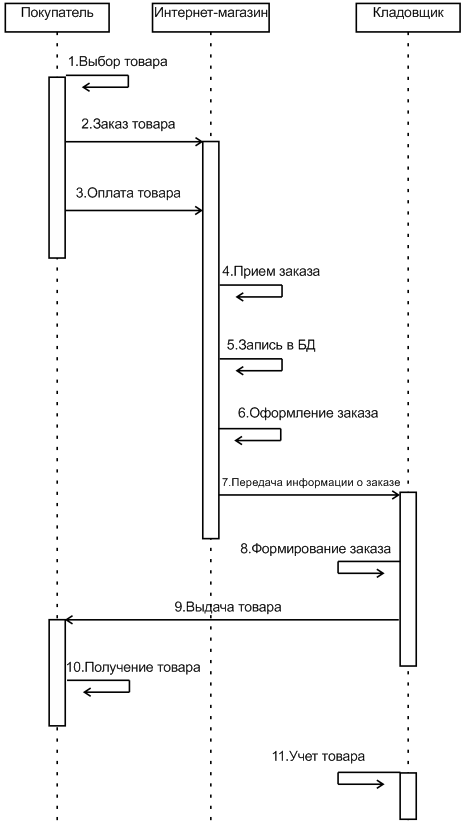 Покупатель
Интернет-магазин
Кладовщик
1.Выбор товара
2.Заказ товара
3.Оплата товара
4.Прием заказа
5.Запись в БД
6.Оформление заказа
7.Передача информации о заказе
8.Формирование заказа
9.Выдача товара
10.Получение товара
11.Учет товара